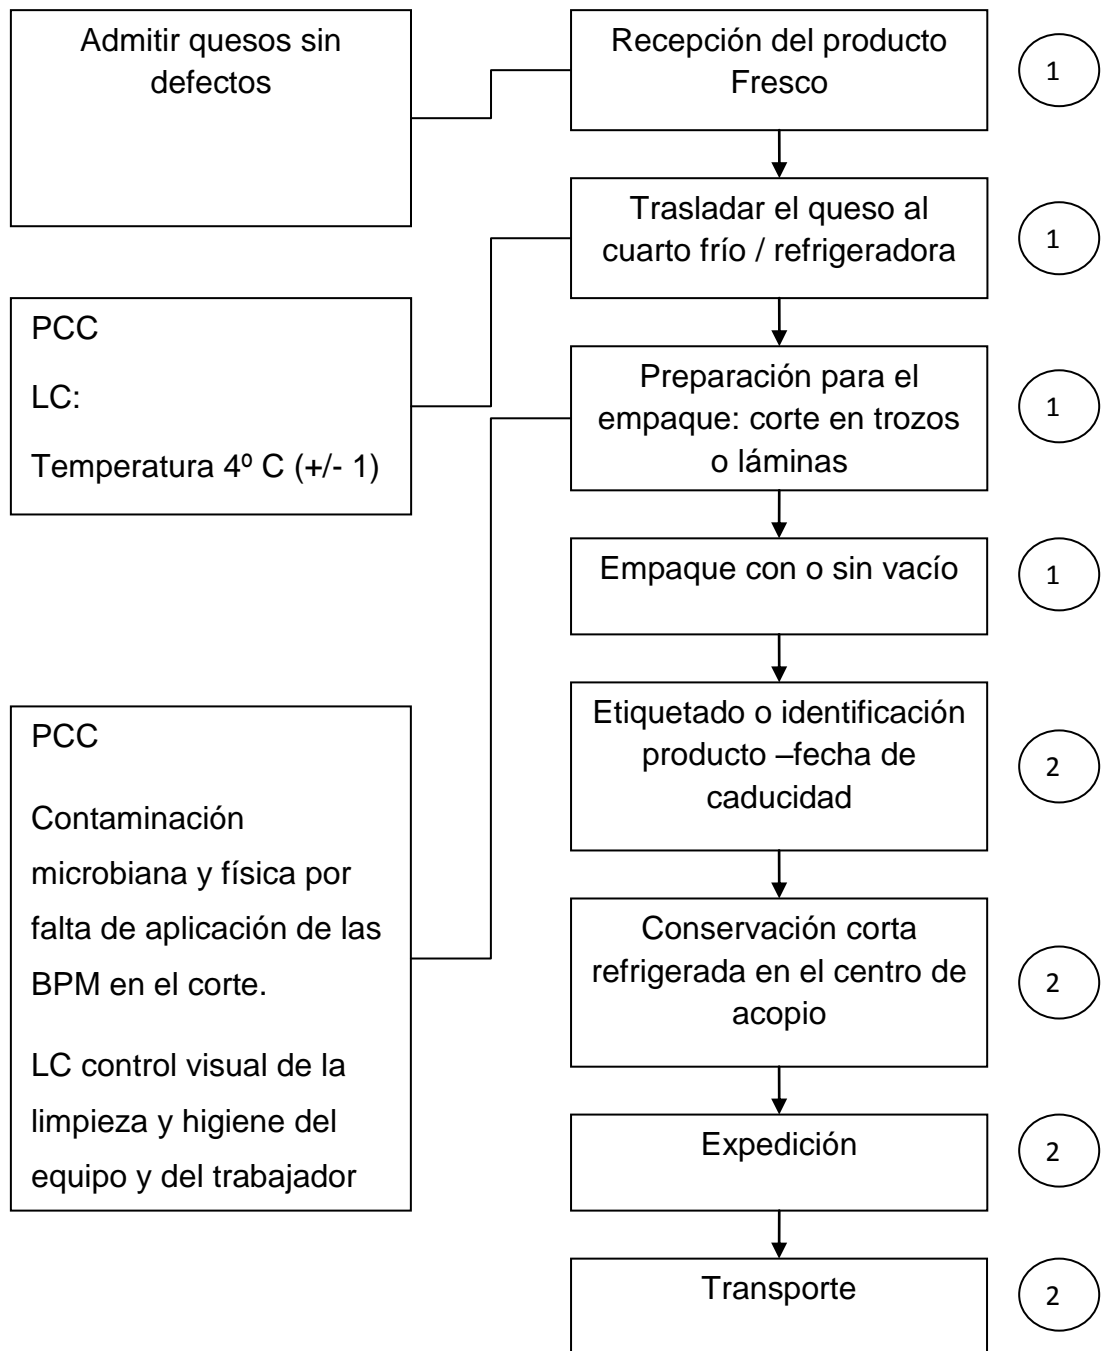 Admitir quesos sin
defectos
Recepción del producto
Fresco
1
Trasladar el queso al
cuarto frío / refrigeradora
1
PCC
LC:
Temperatura 4º C (+/- 1)
Preparación para el
empaque: corte en trozos
o láminas
1
Empaque con o sin vacío
1
Etiquetado o identificación
producto –fecha de
caducidad
2
PCC
Contaminación
microbiana y física por
falta de aplicación de las
BPM en el corte.
LC control visual de la
limpieza y higiene del
equipo y del trabajador
Conservación corta
refrigerada en el centro de
acopio
2
Expedición
2
Transporte
2